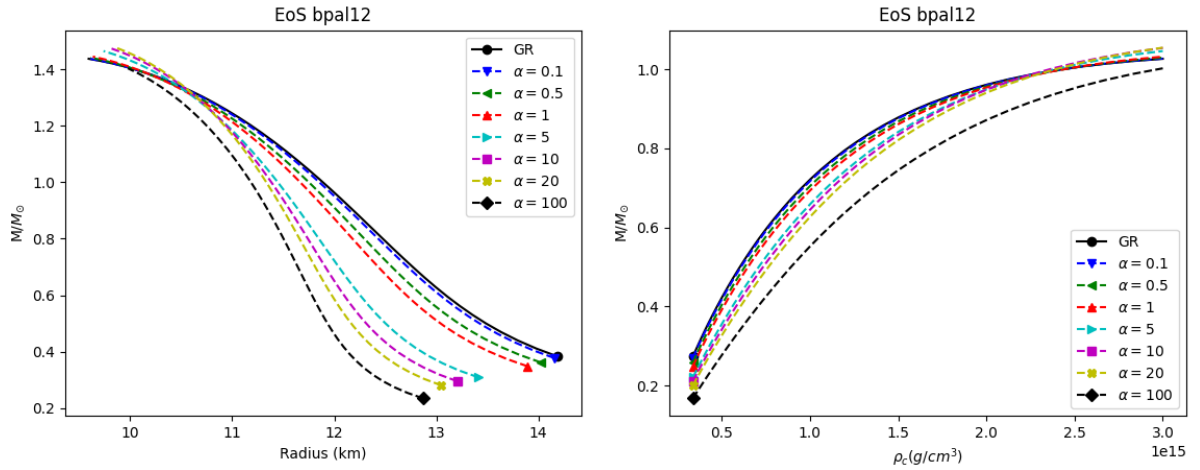 EoS bpal12
M/M⊙
1.4
1.2
1.0
0.8
0.6
0.4
0.2
10 11 12 13 14
Radius (km)
GR
α = 0.1
α = 0.5
α = 1
α = 5
α = 10
α = 20
α = 100
EoS bpal12
M/M⊙
1.0
0.8
0.6
0.4
0.2
0.5 1.0 1.5 2.0 2.5 3.0
1e15
ρc(g/cm³)
GR
α = 0.1
α = 0.5
α = 1
α = 5
α = 10
α = 20
α = 100